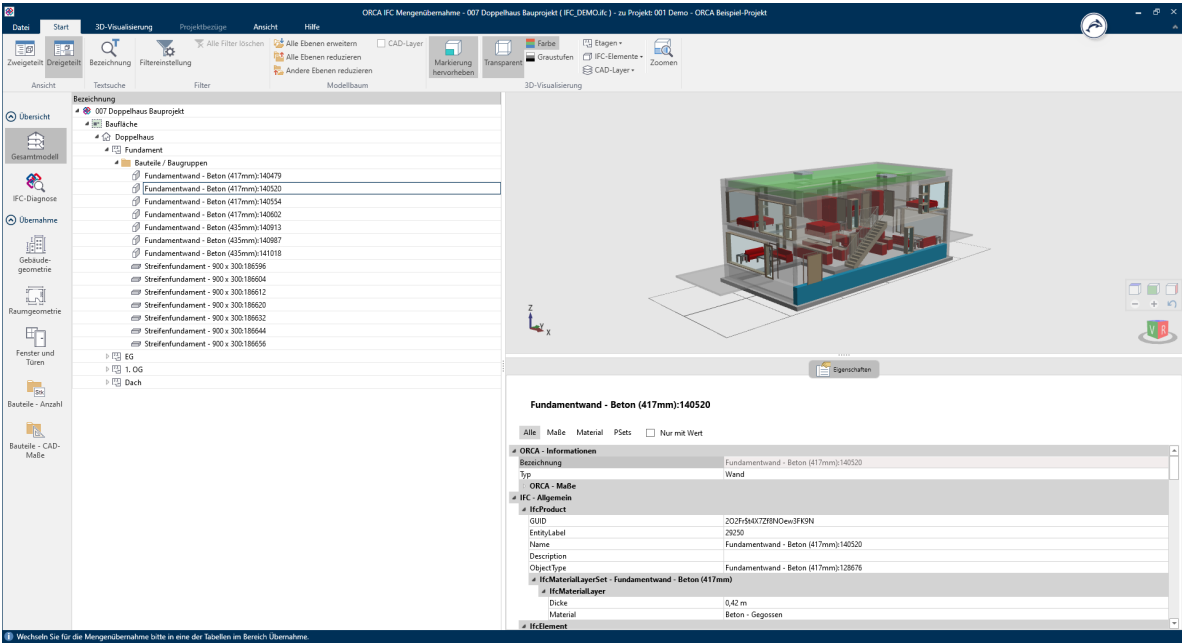 ORCA IFC Mengenübernahme - 007 Doppelhaus Bauprojekt ( IFC_DEMO.ifc ) - zu Projekt: 001 Demo - ORCA Beispiel-Projekt
Datei Start 3D-Visualisierung Projektbezüge Ansicht Hilfe
Zweigeteilt Dreigeteilt
Ansicht
Bezeichnung
Textsuche
Filtereinstellung
Alle Filter löschen
Filter
Alle Ebenen erweitern
Alle Ebenen reduzieren
Andere Ebenen reduzieren
CAD-Layer
Modellbaum
Markierung
hervorheben
Transparent
Farbe
Graustufen
Etagen
IFC-Elemente
CAD-Layer
Zoomen
3D-Visualisierung
Übersicht
Gesamtmodell
IFC-Diagnose
Übernahme
Gebäude-
geometrie
Raumgeometrie
Fenster und
Türen
Stk
Bauteile - Anzahl
Bauteile - CAD-
Maße
Bezeichnung
007 Doppelhaus Bauprojekt
Baufläche
Doppelhaus
Fundament
Bauteile / Baugruppen
Fundamentwand - Beton (417mm):140479
Fundamentwand - Beton (417mm):140520
Fundamentwand - Beton (417mm):140554
Fundamentwand - Beton (417mm):140602
Fundamentwand - Beton (435mm):140913
Fundamentwand - Beton (435mm):140987
Fundamentwand - Beton (435mm):141018
Streifenfundament - 900 x 300:186596
Streifenfundament - 900 x 300:186604
Streifenfundament - 900 x 300:186612
Streifenfundament - 900 x 300:186620
Streifenfundament - 900 x 300:186632
Streifenfundament - 900 x 300:186644
Streifenfundament - 900 x 300:186656
EG
1. OG
Dach
Z
Y
X
V R
Eigenschaften
Fundamentwand - Beton (417mm):140520
Alle Maße Material PSets Nur mit Wert
ORCA - Informationen
Bezeichnung Fundamentwand - Beton (417mm):140520
Typ Wand
ORCA - Maße
IFC - Allgemein
IfcProduct
GUID 2O2Fr$t4X7Zf8NOew3FK9N
EntityLabel 29250
Name Fundamentwand - Beton (417mm):140520
Description
ObjectType Fundamentwand - Beton (417mm):128676
IfcMaterialLayerSet - Fundamentwand - Beton (417mm)
IfcMaterialLayer
Dicke 0,42 m
Material Beton - Gegossen
IfcElement
Wechseln Sie für die Mengenübernahme bitte in eine der Tabellen im Bereich Übernahme.